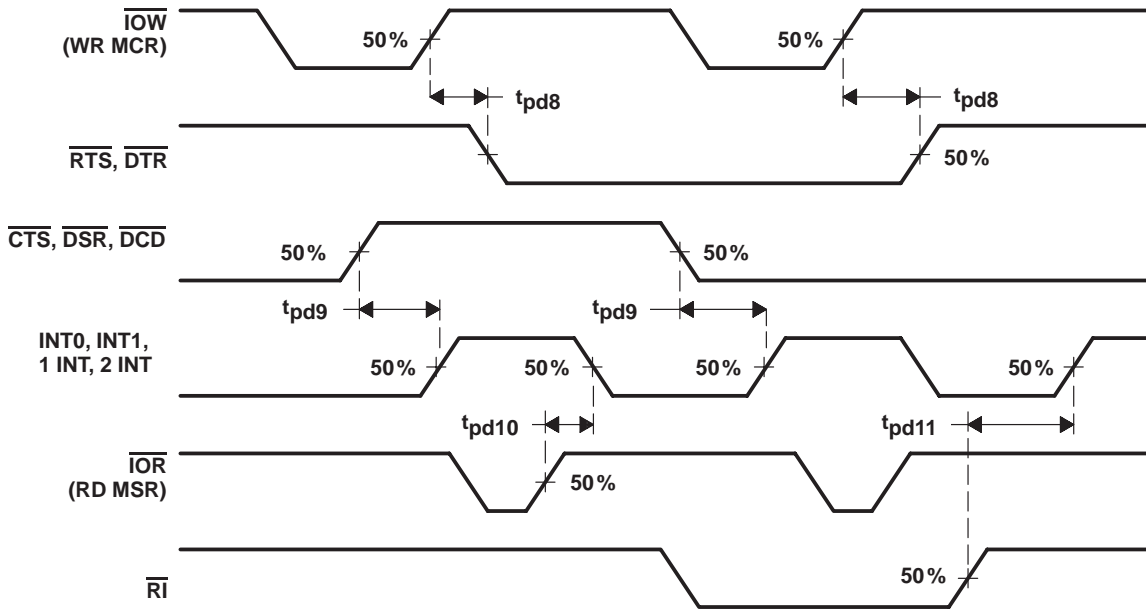 IOW
(WR MCR)
50%
50%
tpd8
tpd8
RTS, DTR
50%
CTS, DSR, DCD
50%
50%
tpd9
tpd9
INT0, INT1,
1 INT, 2 INT
50%
50%
50%
50%
tpd10
tpd11
IOR
(RD MSR)
50%
RI
50%